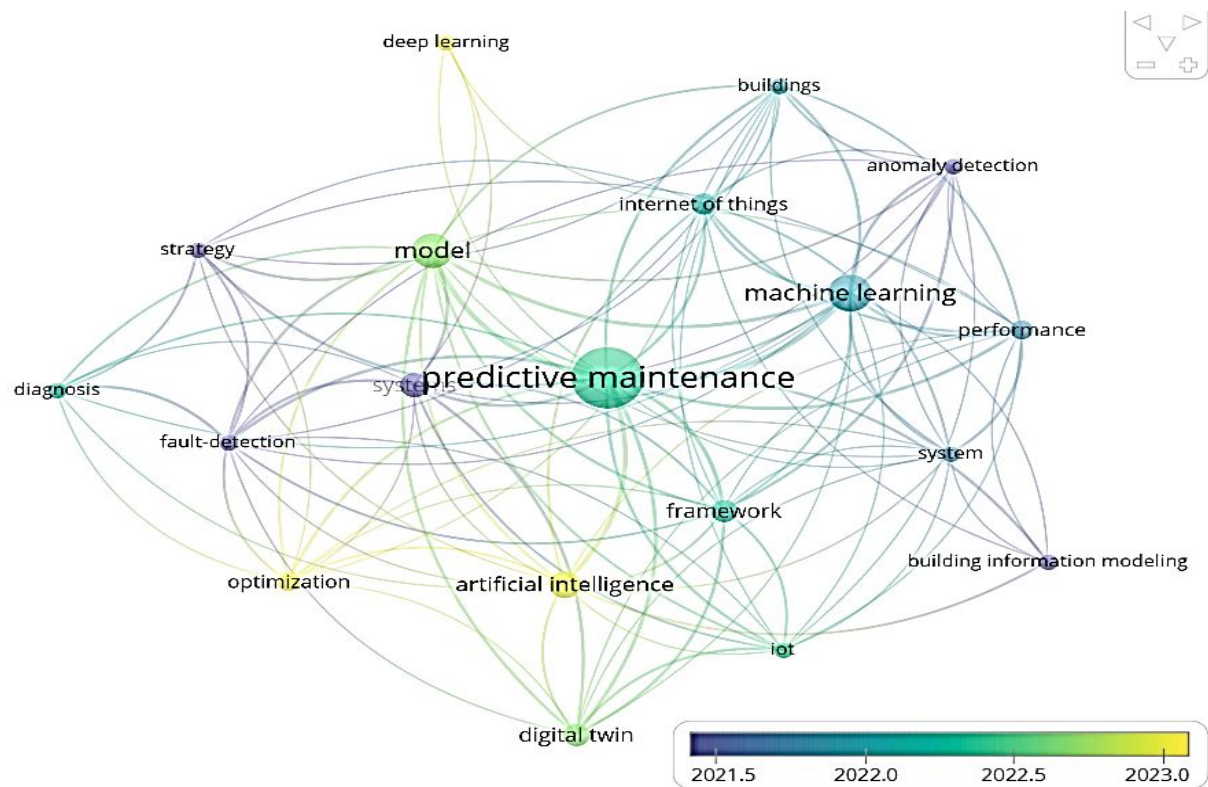 deep learning
buildings
anomaly detection
internet of things
strategy
model
machine learning
performance
predictive maintenance
systems
diagnosis
fault-detection
system
framework
building information modeling
optimization
artificial intelligence
iot
digital twin
2021.5 2022.0 2022.5 2023.0